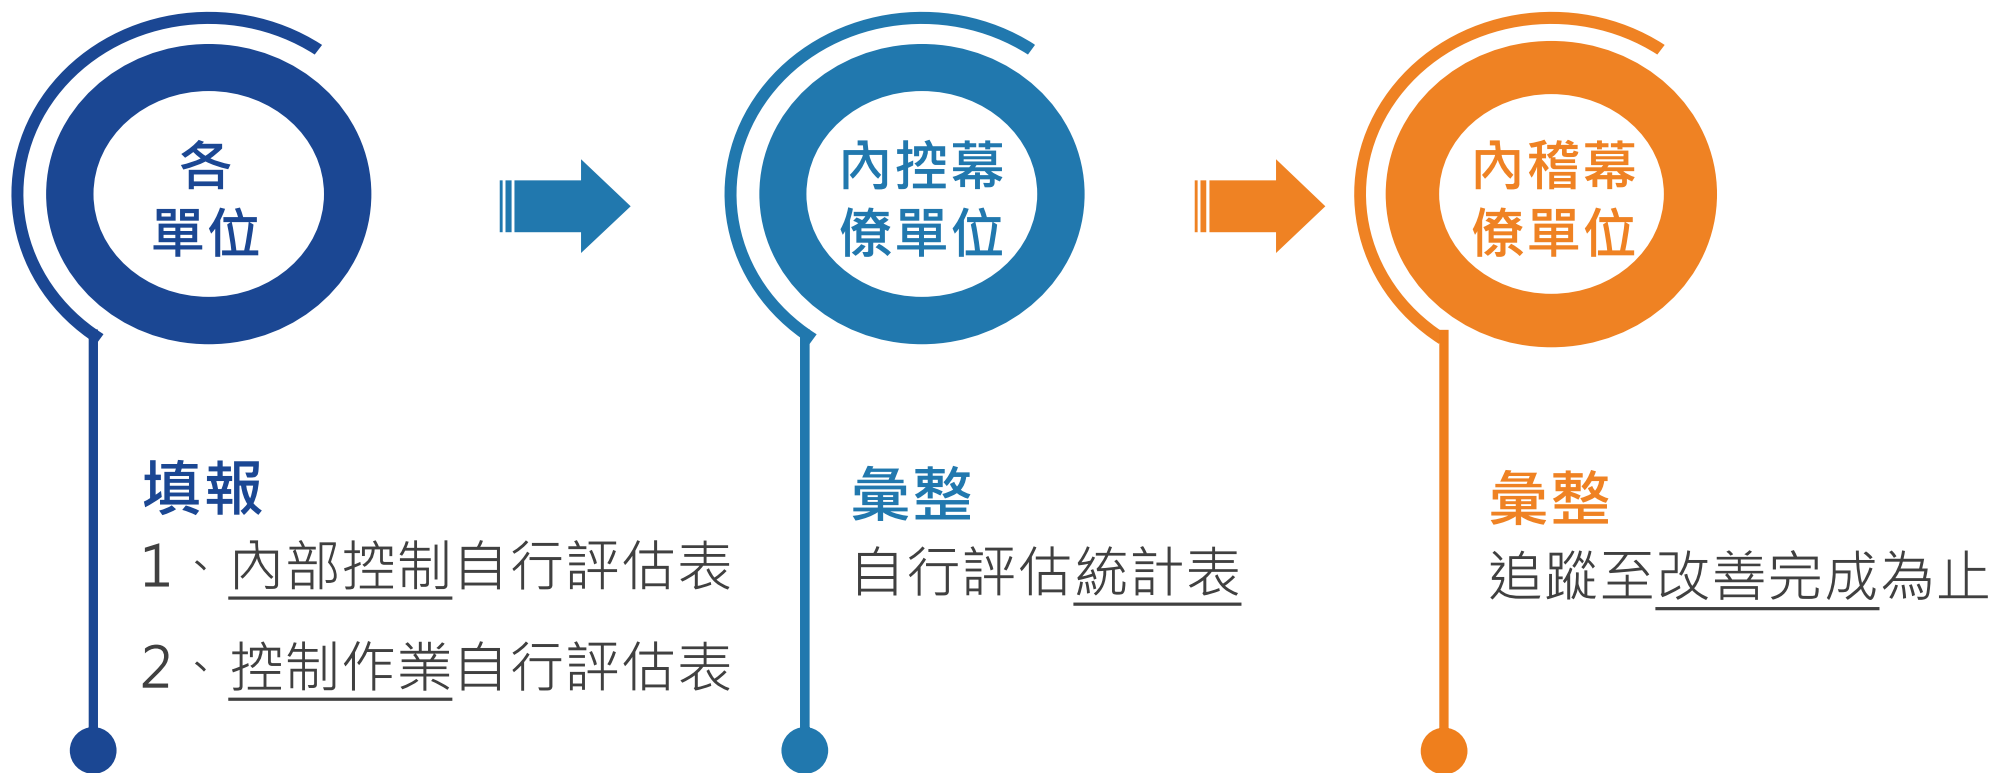 各
單位
填報
1、內部控制自行評估表
2、控制作業自行評估表
內控幕
僚單位
彙整
自行評估統計表
內稽幕
僚單位
彙整
追蹤至改善完成為止